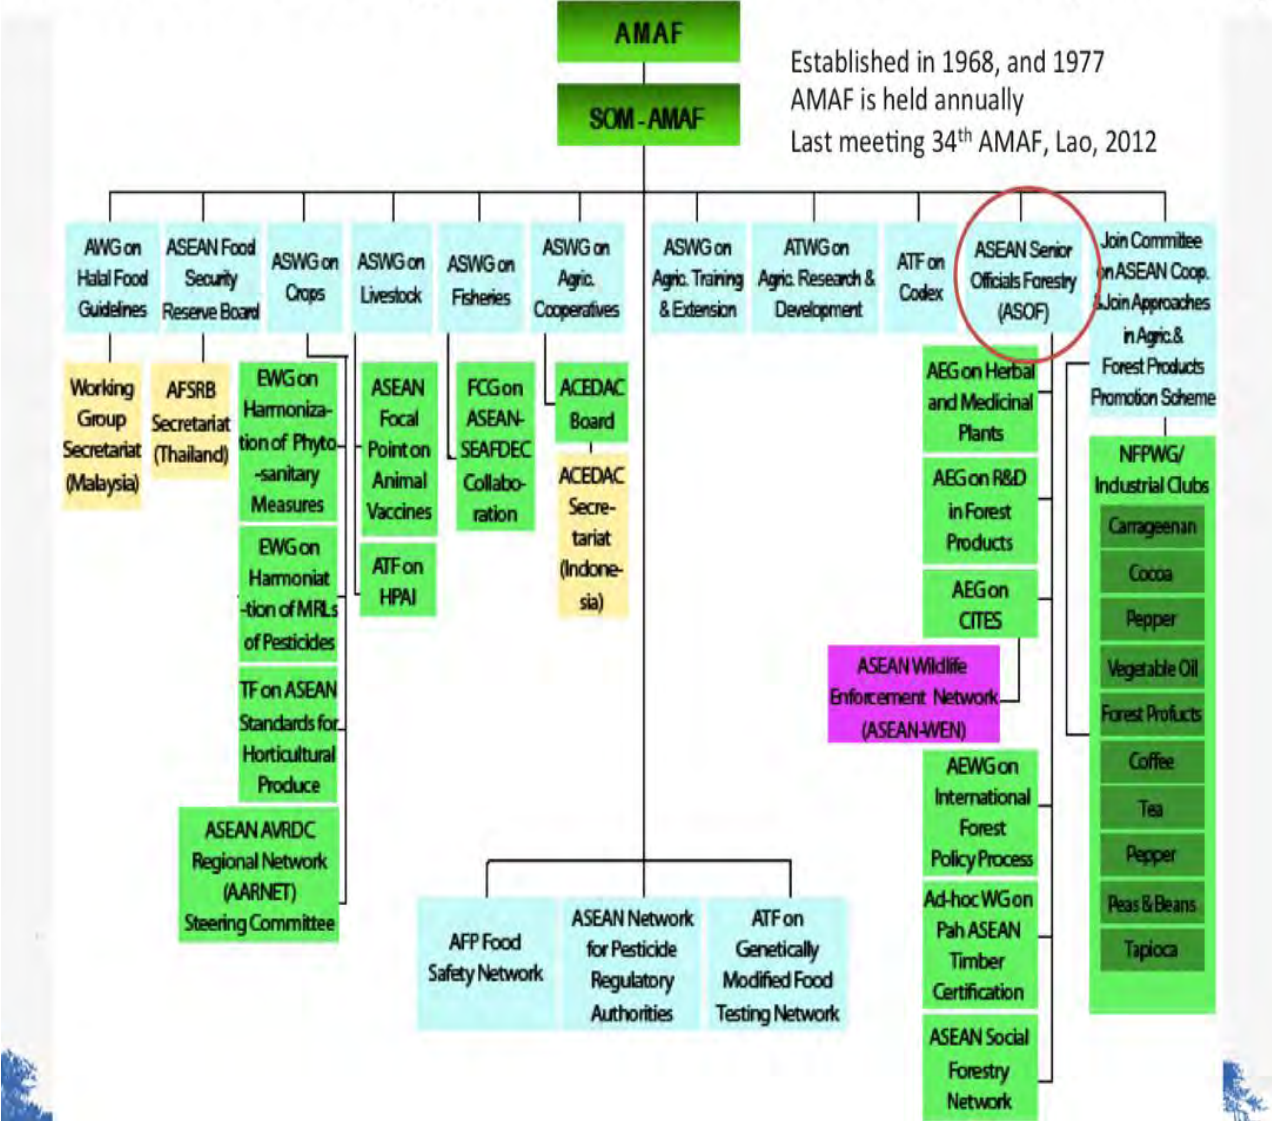 AMAF
SOM - AMAF
Established in 1968, and 1977
AMAF is held annually
Last meeting 34th AMAF, Lao, 2012
AWG on
Halal Food
Guidelines
ASEAN Food
Security
Reserve Board
ASWG on
Crops
ASWG on
Livestock
ASWG on
Fisheries
ASWG on
Agric.
Cooperatives
ASWG on
Agric. Training
& Extension
ATWG on
Agric. Research &
Development
ATF on
Codex
ASEAN Senior
Officials Forestry
(ASOF)
Join Committee
on ASEAN Coop.
& Join Approaches
in Agric.&
Forest Products
Promotion Scheme
Working
Group
Secretariat
(Malaysia)
AFSRB
Secretariat
(Thailand)
EWG on
Harmoniza-
tion of Phyto
-sanitary
Measures
EWG on
Harmoniat
-tion of MRLs
of Pesticides
TF on ASEAN
Standards for
Horticultural
Produce
ASEAN AVRDC
Regional Network
(AARNET)
Steering Committee
ASEAN
Focal
Point on
Animal
Vaccines
ATF on
HPAI
FCG on
ASEAN-
SEAFDEC
Collabo-
ration
ACEDAC
Board
ACEDAC
Secre-
tariat
(Indone-
sia)
AEG on Herbal
and Medicinal
Plants
AEG on R&D
in Forest
Products
AEG on
CITES
ASEAN Wildlife
Enforcement Network
(ASEAN-WEN)
AEWG on
International
Forest
Policy Process
Ad-hoc WG on
Pah ASEAN
Timber
Certification
ASEAN Social
Forestry
Network
NFPWG/
Industrial Clubs
Carrageenan
Cocoa
Pepper
Vegetable Oil
Forest Profucts
Coffee
Tea
Pepper
Peas & Beans
Tapioca
AFP Food
Safety Network
ASEAN Network
for Pesticide
Regulatory
Authorities
ATF on
Genetically
Modified Food
Testing Network